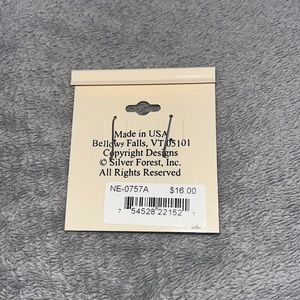 Made in USA
Bellows Falls, VT 05101
Copyright Designs
© Silver Forest, Inc.
All Rights Reserved
NE-0757A $16.00
7 54528 22152 1